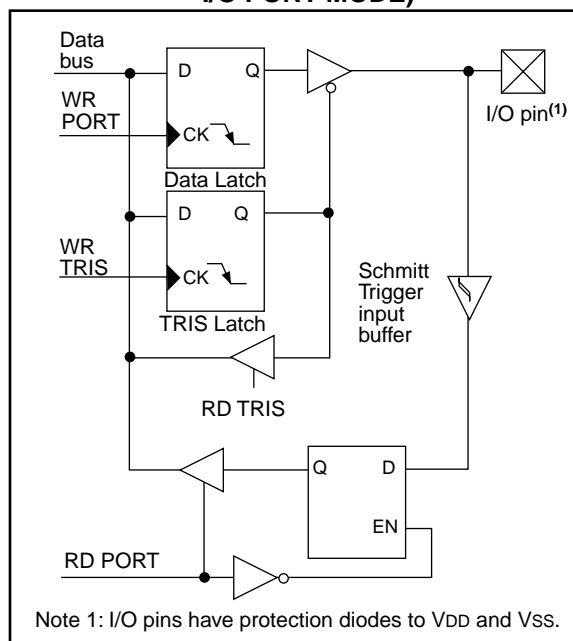 I/O PORT MODE)
Data
bus
D
Q
WR
PORT
CK
I/O pin(1)
Data Latch
D
Q
WR
TRIS
CK
Schmitt
Trigger
input
buffer
TRIS Latch
RD TRIS
Q
D
EN
RD PORT
Note 1: I/O pins have protection diodes to VDD and VSS.